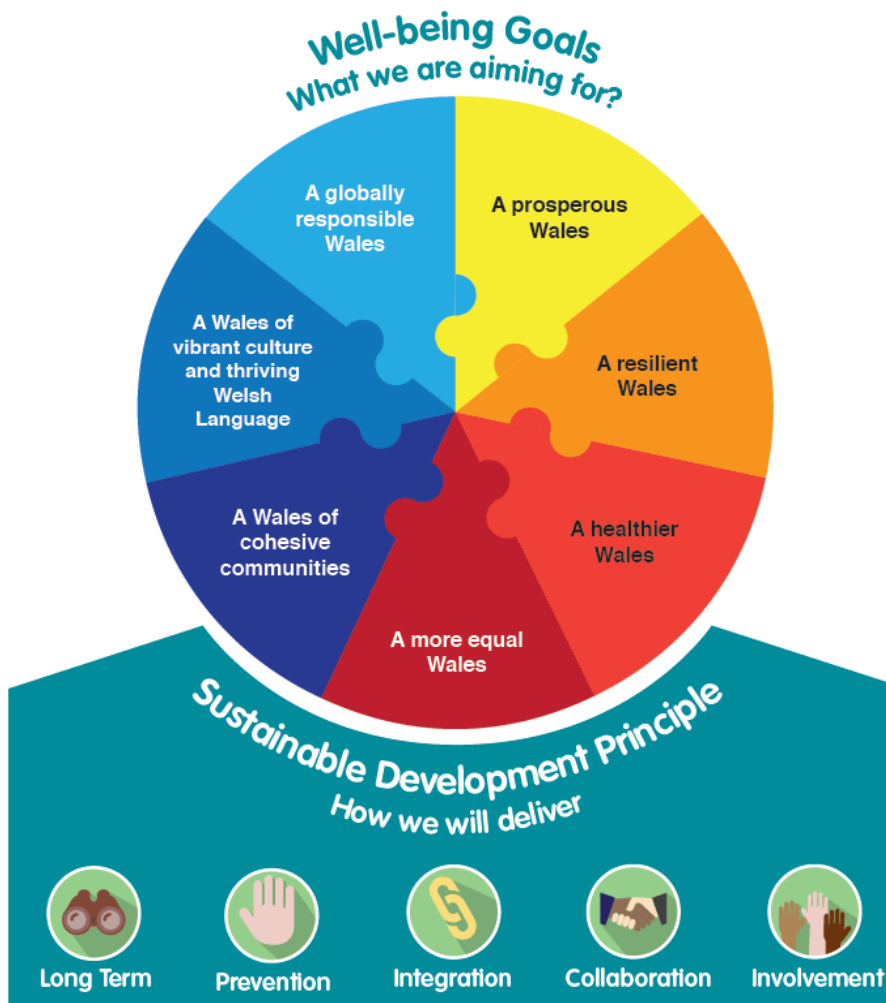 Well-being Goals
What we are aiming for?
A globally
responsible
Wales
A prosperous
Wales
A Wales of
vibrant culture
and thriving
Welsh
Language
A resilient
Wales
A Wales of
cohesive
communities
A healthier
Wales
A more equal
Wales
Sustainable Development Principle
How we will deliver
Long Term
Prevention
Integration
Collaboration
Involvement